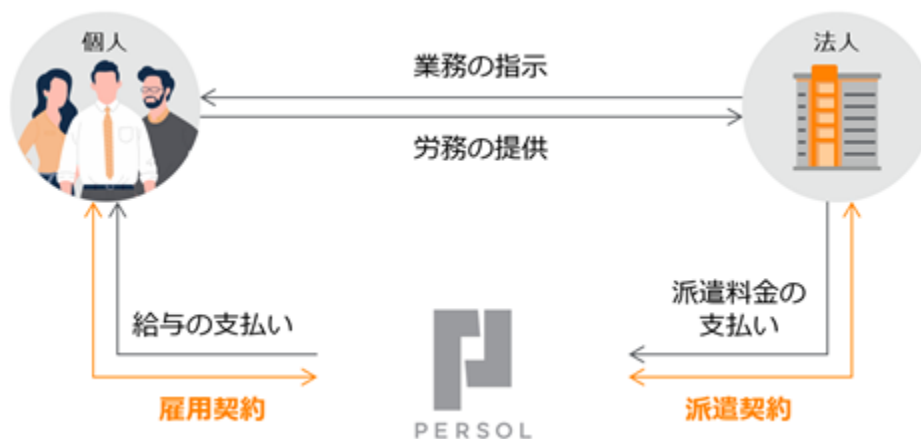 個人
法人
業務の指示
労務の提供
給与の支払い
派遣料金の
支払い
雇用契約
派遣契約
PERSOL